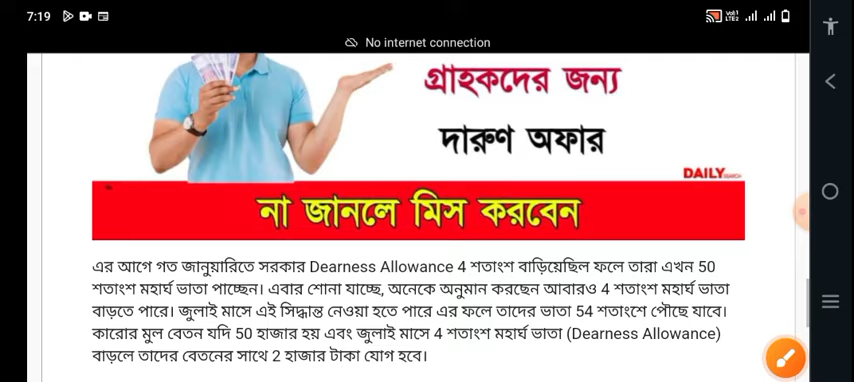 7:19
Vo1)
LTE2
No internet connection
গ্রাহকদের জন্য
দারুণ অফার
DAILY
না জানলে মিস করবেন
এর আগে গত জানুয়ারিতে সরকার Dearness Allowance 4 শতাংশ বাড়িয়েছিল ফলে তারা এখন 50
শতাংশ মহার্ঘ ভাতা পাচ্ছেন। এবার শোনা যাচ্ছে, অনেকে অনুমান করছেন আবারও 4 শতাংশ মহার্ঘ ভাতা
বাড়তে পারে। জুলাই মাসে এই সিদ্ধান্ত নেওয়া হতে পারে এর ফলে তাদের ভাতা 54 শতাংশে পৌছে যাবে।
কারোর মুল বেতন যদি 50 হাজার হয় এবং জুলাই মাসে 4 শতাংশ মহার্ঘ ভাতা (Dearness Allowance)
বাড়লে তাদের বেতনের সাথে 2 হাজার টাকা যোগ হবে।